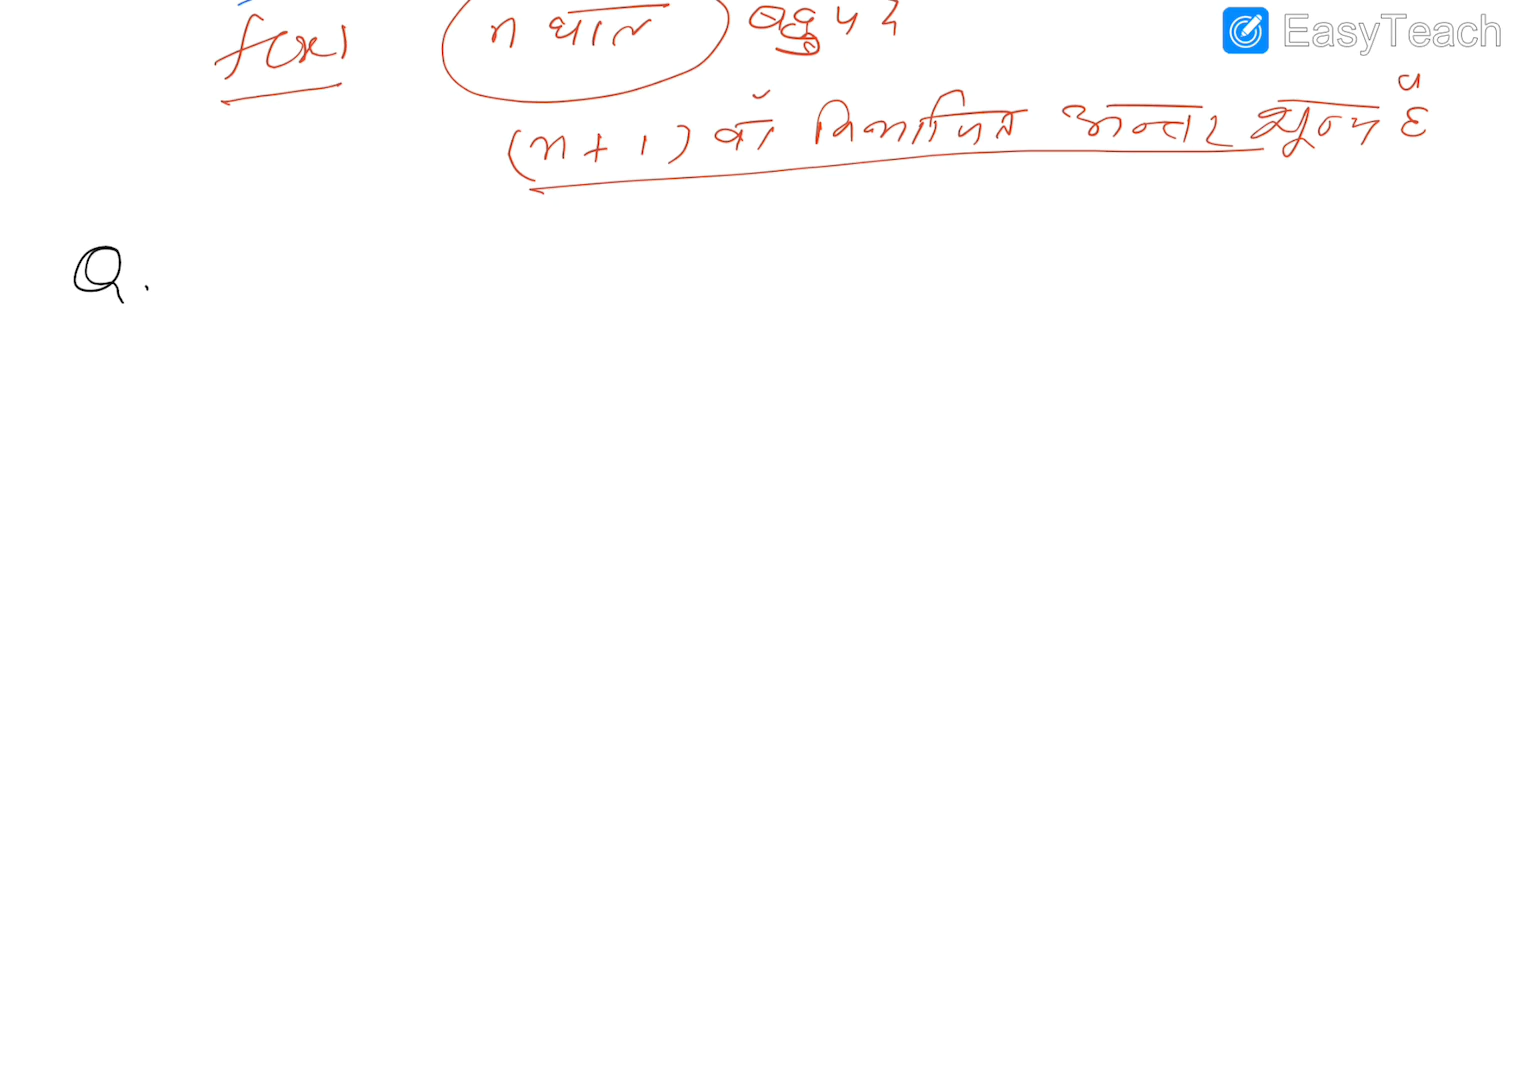 f(x) n घात बहुपद
EasyTeach
(n+1) वाँ विभाजित अन्तर शून्य है
Q.